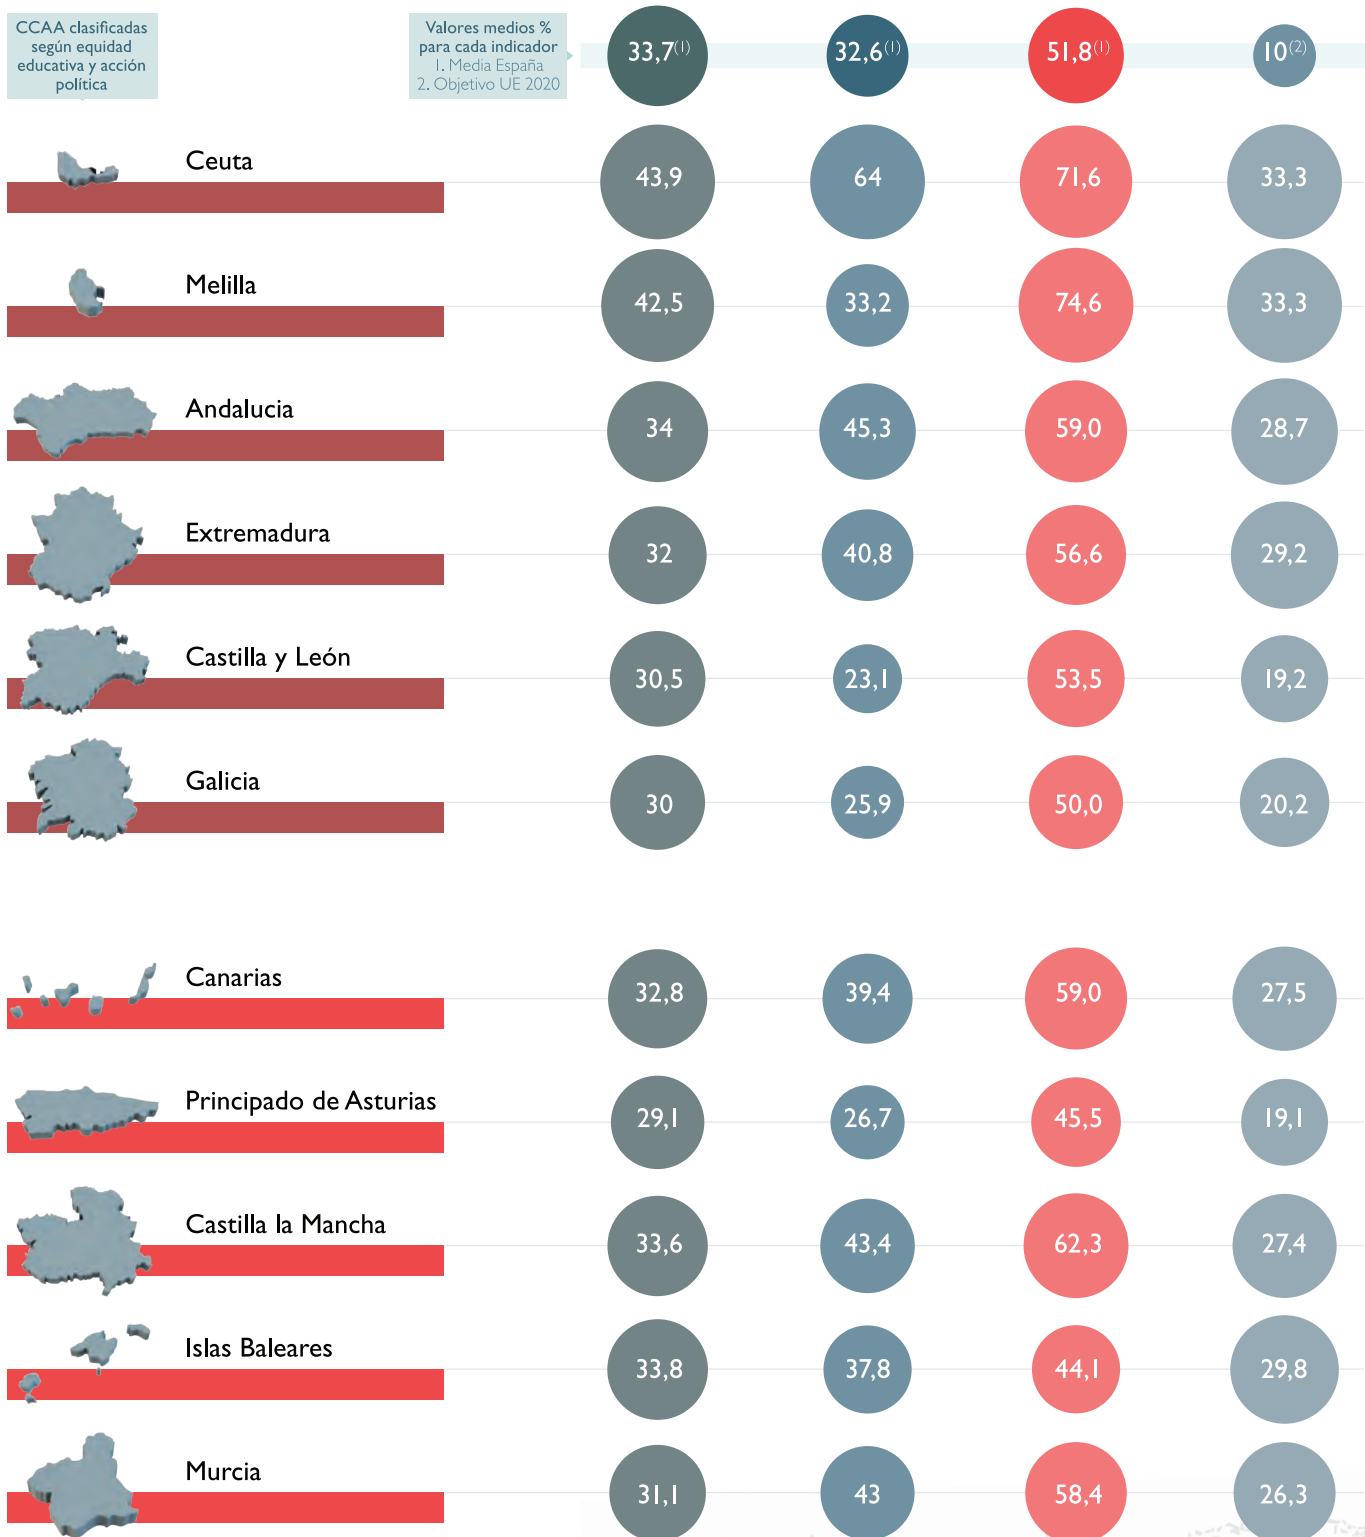 CCAA clasificadas
según equidad
educativa y acción
política
Valores medios %
para cada indicador
1. Media España
2. Objetivo UE 2020
33,7(1) 32,6(1) 51,8(1) 10(2)
Ceuta 43,9 64 71,6 33,3
Melilla 42,5 33,2 74,6 33,3
Andalucia 34 45,3 59,0 28,7
Extremadura 32 40,8 56,6 29,2
Castilla y León 30,5 23,1 53,5 19,2
Galicia 30 25,9 50,0 20,2
Canarias 32,8 39,4 59,0 27,5
Principado de Asturias 29,1 26,7 45,5 19,1
Castilla la Mancha 33,6 43,4 62,3 27,4
Islas Baleares 33,8 37,8 44,1 29,8
Murcia 31,1 43 58,4 26,3